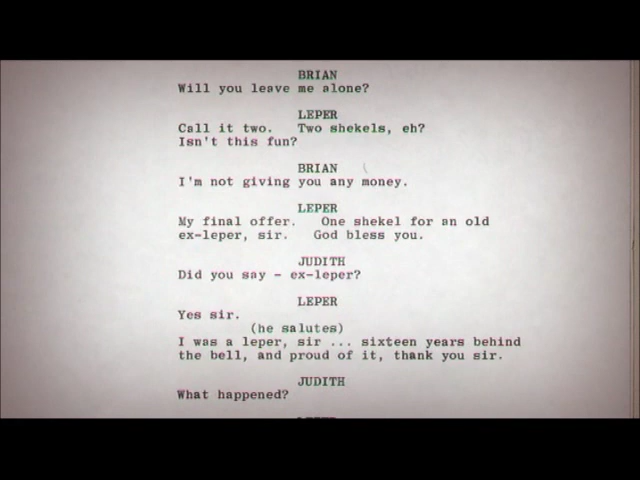 BRIAN
Will you leave me alone?
LEPER
Call it two. Two shekels, eh?
Isn't this fun?
BRIAN
I'm not giving you any money.
LEPER
My final offer. One shekel for an old
ex-leper, sir. God bless you.
JUDITH
Did you say - ex-leper?
LEPER
Yes sir.
(he salutes)
I was a leper, sir ... sixteen years behind
the bell, and proud of it, thank you sir.
JUDITH
What happened?